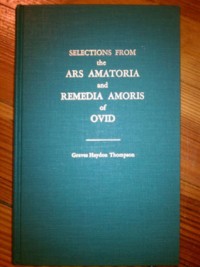 SELECTIONS FROM
the
ARS AMATORIA
and
REMEDIA AMORIS
of
OVID
Graves Haydon Thompson